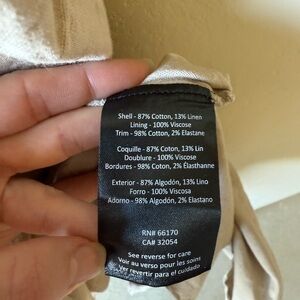 Shell - 87% Cotton, 13% Linen
Lining - 100% Viscose
Trim - 98% Cotton, 2% Elastane
Coquille - 87% Coton, 13% Lin
Doublure - 100% Viscose
Bordures - 98% Coton, 2% Élasthanne
Exterior - 87% Algodón, 13% Lino
Forro - 100% Viscosa
Adorno - 98% Algodón, 2% Elastano
RN# 66170
CA# 32054
See reverse for care
Voir au verso pour les soins
Ver revertir para el cuidado